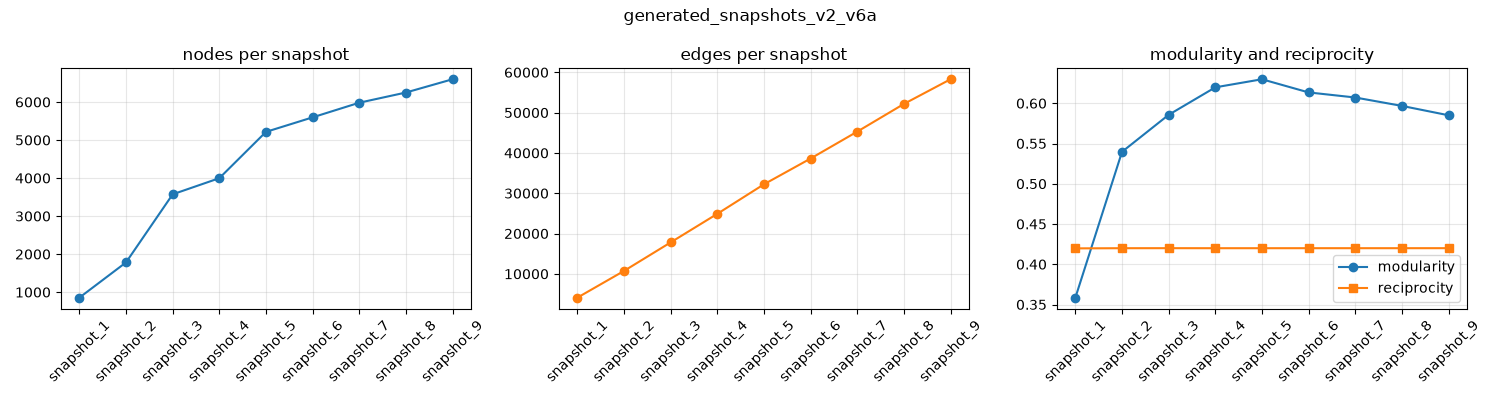 generated_snapshots_v2_v6a
nodes per snapshot
6000
5000
4000
3000
2000
1000
snapshot_1
snapshot_2
snapshot_3
snapshot_4
snapshot_5
snapshot_6
snapshot_7
snapshot_8
snapshot_9
edges per snapshot
60000
50000
40000
30000
20000
10000
snapshot_1
snapshot_2
snapshot_3
snapshot_4
snapshot_5
snapshot_6
snapshot_7
snapshot_8
snapshot_9
modularity and reciprocity
0.60
0.55
0.50
0.45
0.40
0.35
modularity
reciprocity
snapshot_1
snapshot_2
snapshot_3
snapshot_4
snapshot_5
snapshot_6
snapshot_7
snapshot_8
snapshot_9